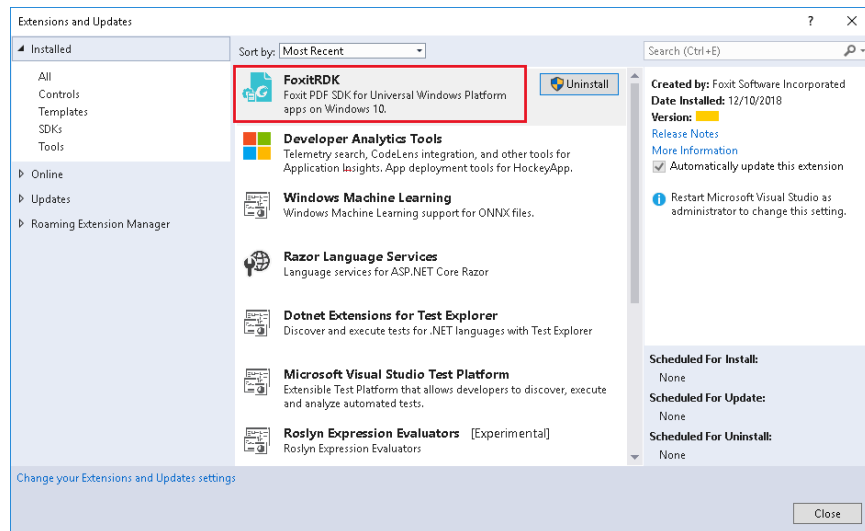 Extensions and Updates
? ×
Installed
Sort by: Most Recent
Search (Ctrl+E)
All
Controls
Templates
SDKs
Tools
Online
Updates
Roaming Extension Manager
FoxitRDK
Foxit PDF SDK for Universal Windows Platform
apps on Windows 10.
Uninstall
Developer Analytics Tools
Telemetry search, CodeLens integration, and other tools for
Application Insights. App deployment tools for HockeyApp.
Windows Machine Learning
Windows Machine Learning support for ONNX files.
Razor Language Services
Language services for ASP.NET Core Razor
Dotnet Extensions for Test Explorer
Discover and execute tests for .NET languages with Test Explorer
Microsoft Visual Studio Test Platform
Extensible Test Platform that allows developers to discover, execute
and analyze automated tests.
Roslyn Expression Evaluators [Experimental]
Roslyn Expression Evaluators
Created by: Foxit Software Incorporated
Date Installed: 12/10/2018
Version:
Release Notes
More Information
Automatically update this extension
Restart Microsoft Visual Studio as
administrator to change this setting.
Scheduled For Install:
None
Scheduled For Update:
None
Scheduled For Uninstall:
None
Change your Extensions and Updates settings
Close